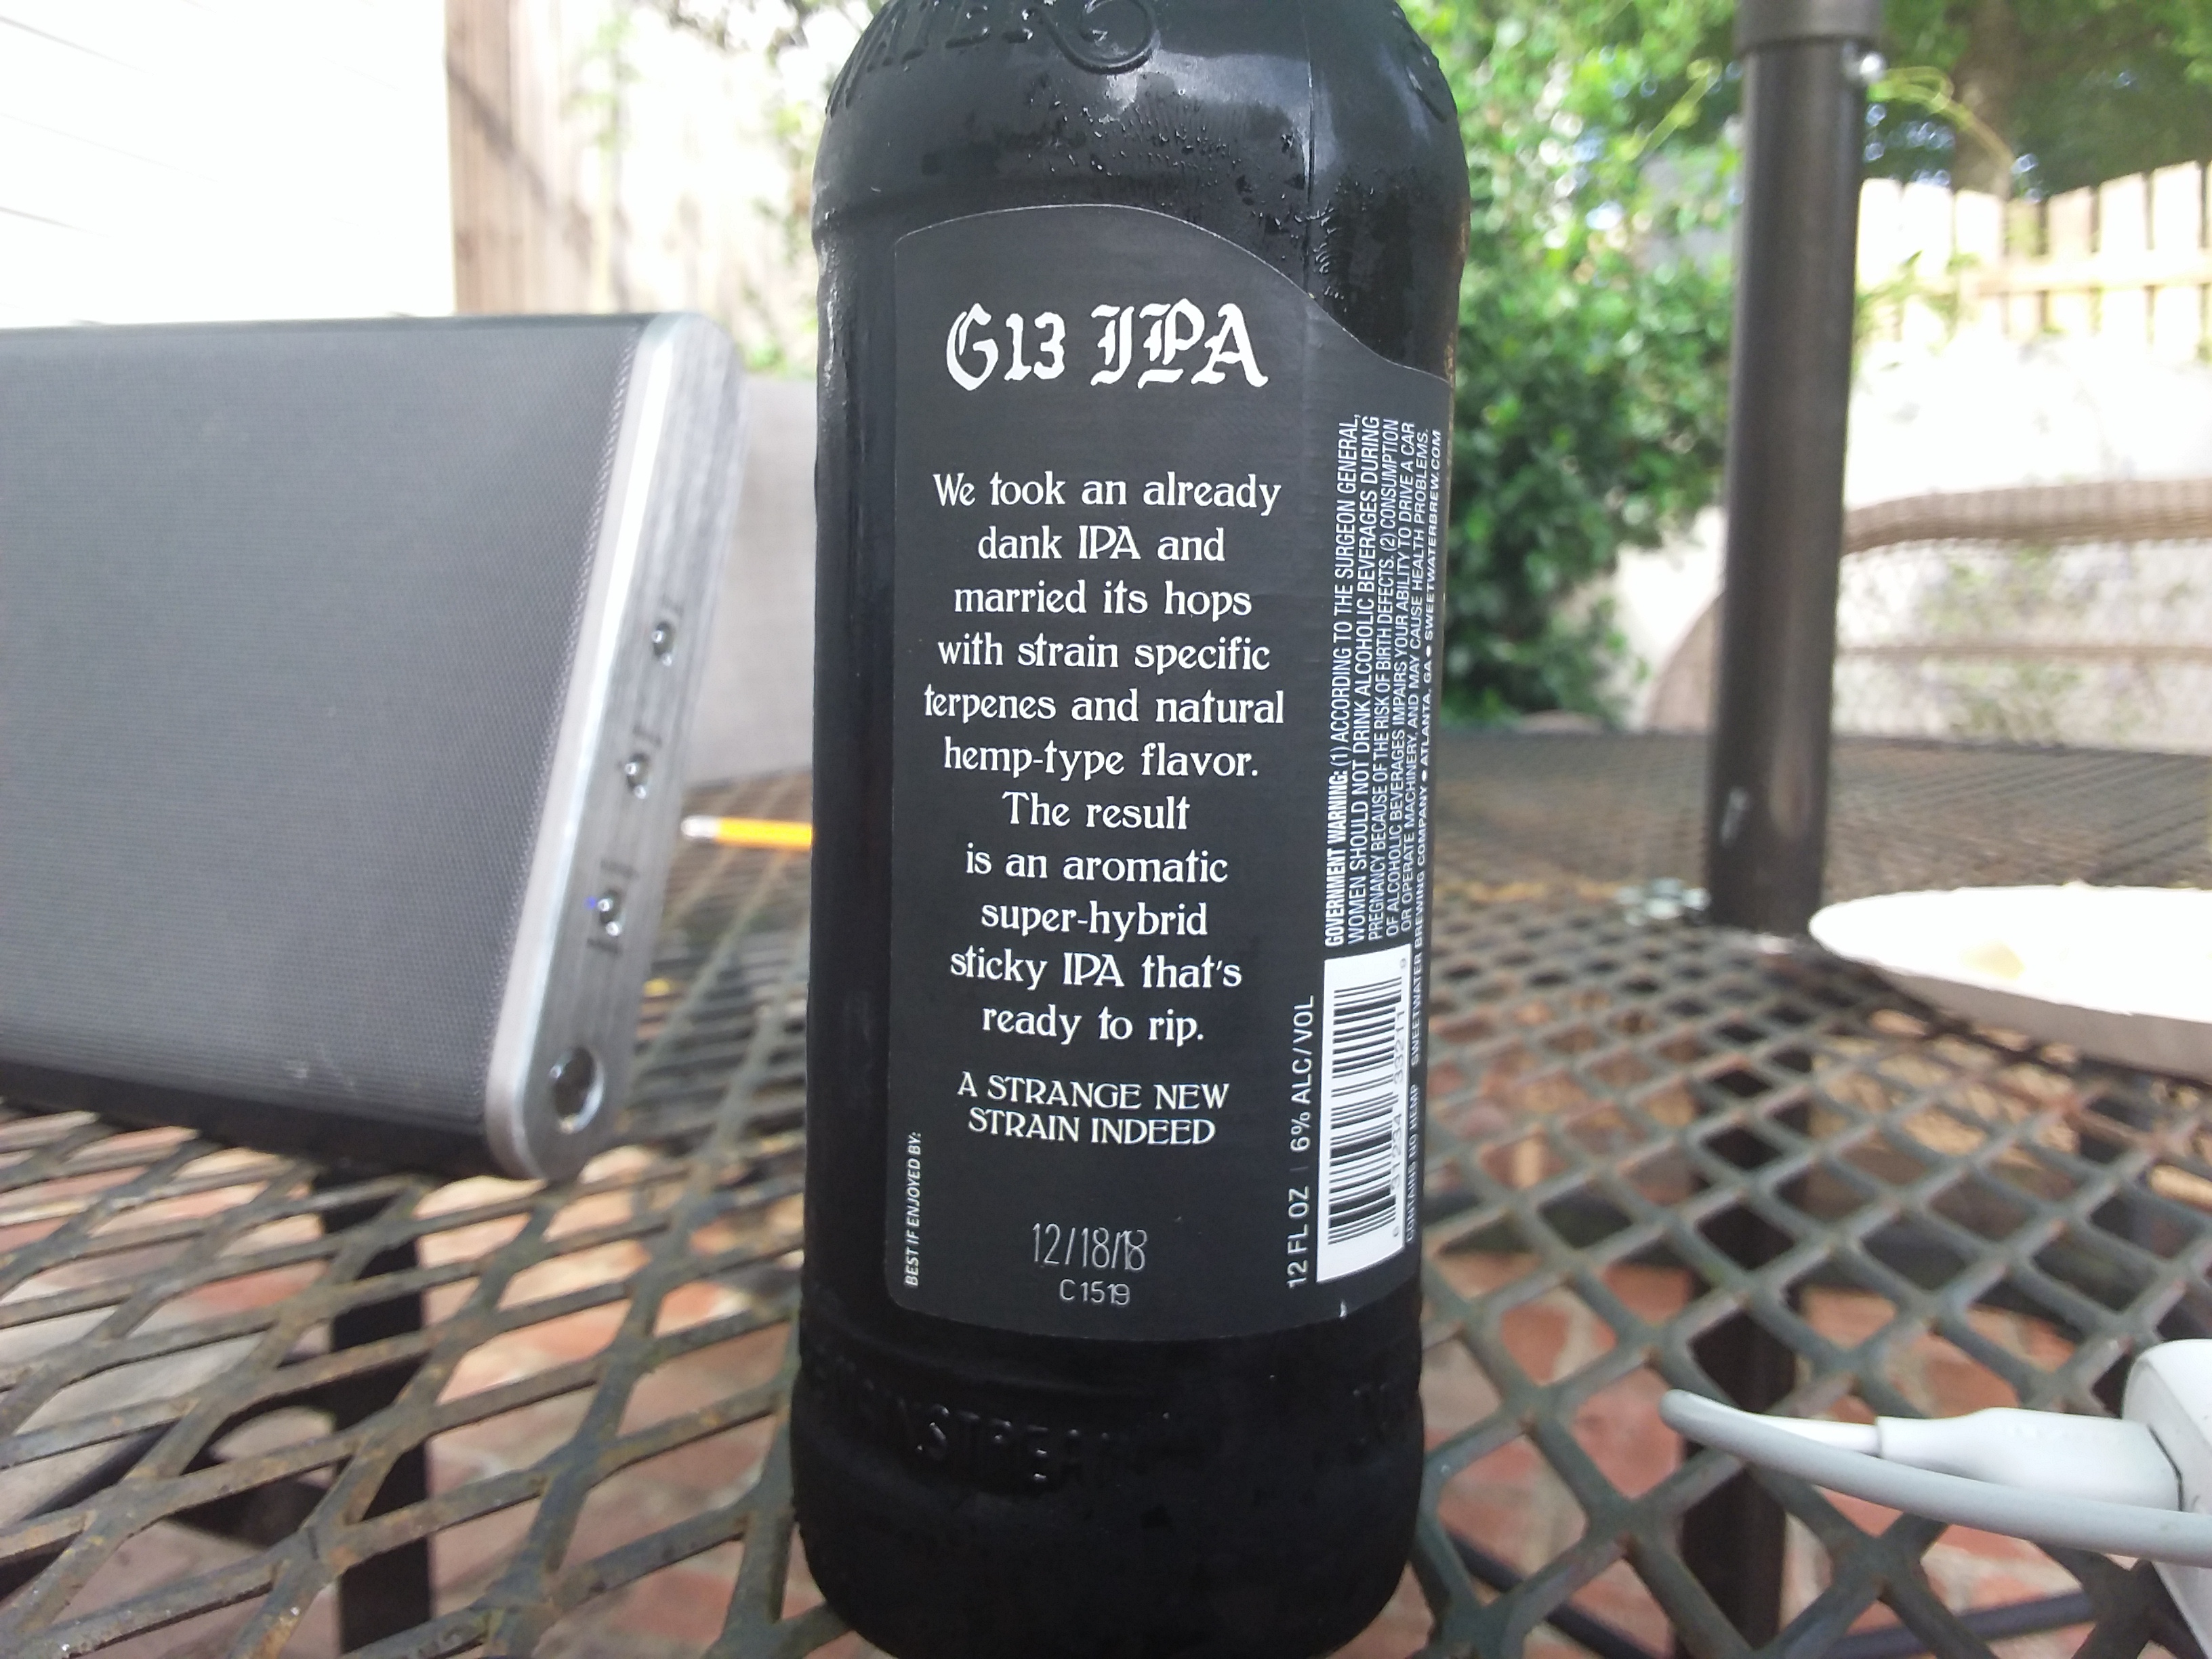 WATER
G13 IPA
We took an already
dank IPA and
married its hops
with strain specific
terpenes and natural
hemp-type flavor.
The result
is an aromatic
super-hybrid
sticky IPA that's
ready to rip.
A STRANGE NEW
STRAIN INDEED
BEST IF ENJOYED BY:
12/18/18
C1519
12 FL OZ | 6% ALC/VOL
GOVERNMENT WARNING: (1) ACCORDING TO THE SURGEON GENERAL,
WOMEN SHOULD NOT DRINK ALCOHOLIC BEVERAGES DURING
PREGNANCY BECAUSE OF THE RISK OF BIRTH DEFECTS. (2) CONSUMPTION
OF ALCOHOLIC BEVERAGES IMPAIRS YOUR ABILITY TO DRIVE A CAR
OR OPERATE MACHINERY, AND MAY CAUSE HEALTH PROBLEMS.
CONTAINS NO HEMP SWEETWATER BREWING COMPANY • ATLANTA, GA • SWEETWATERBREW.COM